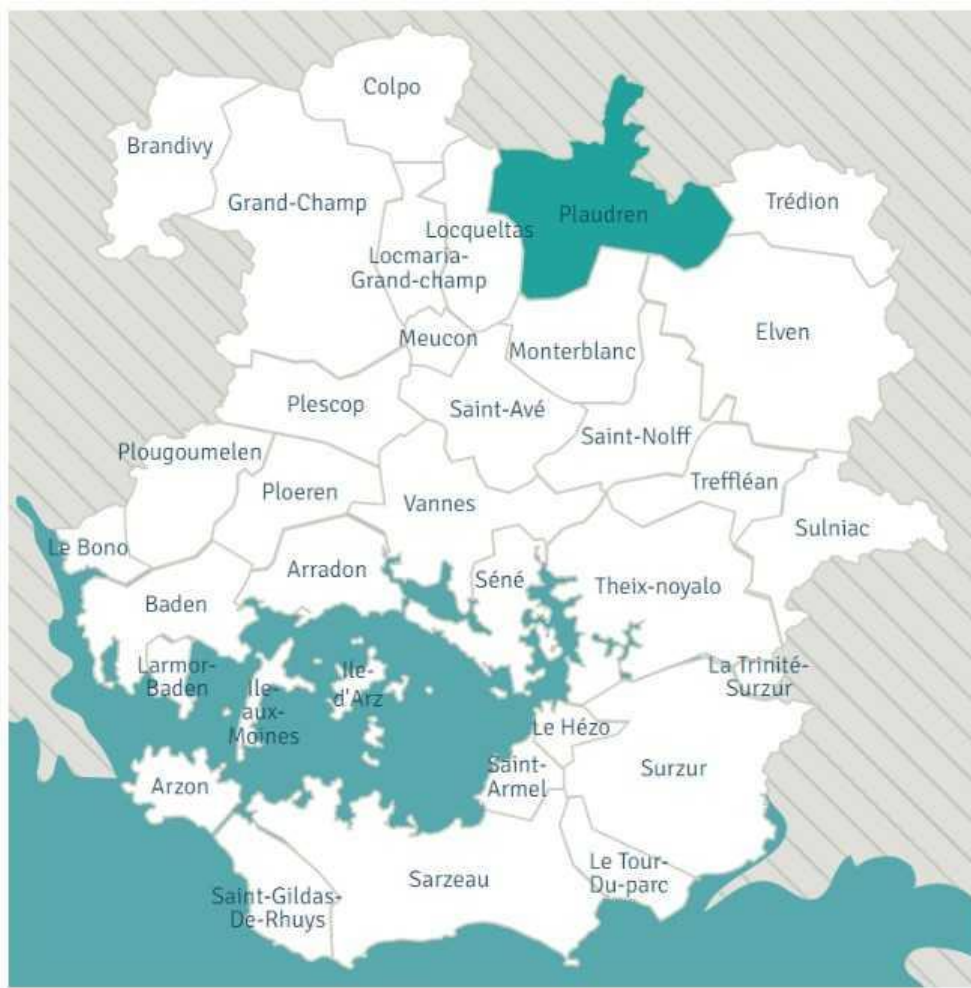 Colpo
Brandivy
Grand-Champ
Plaudren
Trédion
Locqueltas
Locmaria-
Grand-champ
Meucon
Monterblanc
Elven
Plescop
Saint-Avé
Saint-Nolff
Plougoumelen
Ploeren
Vannes
Treffléan
Sulniac
Le Bono
Arradon
Séné
Theix-noyalo
Baden
Larmor-
Baden
Ile-
aux-
Moines
Ile-
d'Arz
La Trinité-
Surzur
Le Hézo
Arzon
Saint-
Armel
Surzur
Saint-Gildas-
De-Rhuys
Sarzeau
Le Tour-
Du-parc